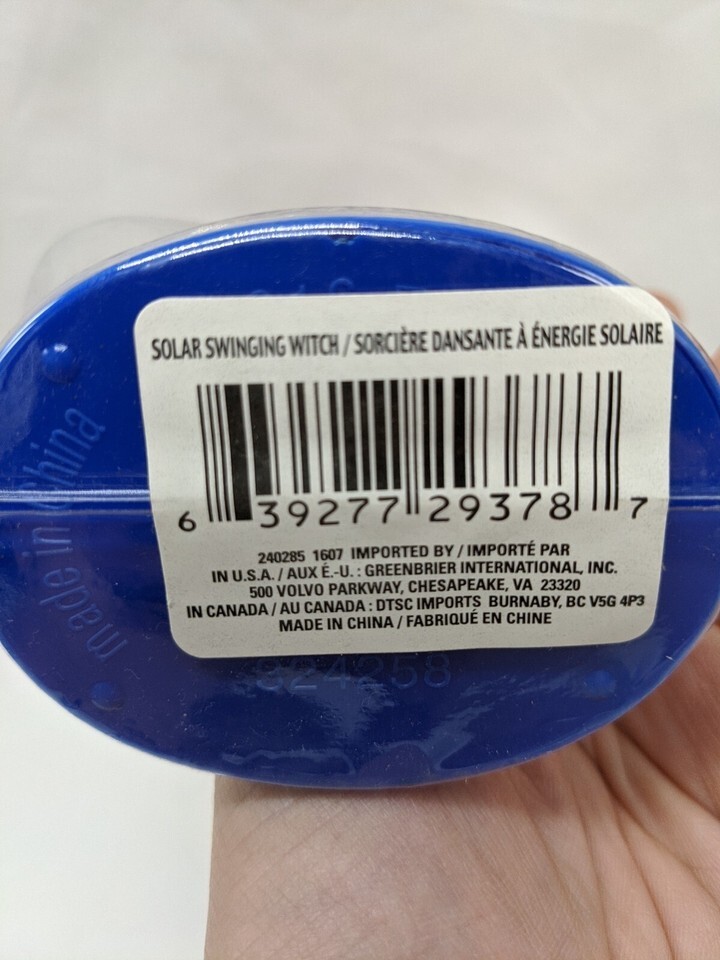 SOLAR SWINGING WITCH / SORCIÈRE DANSANTE À ÉNERGIE SOLAIRE
6 39277 29378 7
240285 1607 IMPORTED BY / IMPORTÉ PAR
IN U.S.A. / AUX É.-U. : GREENBRIER INTERNATIONAL, INC.
500 VOLVO PARKWAY, CHESAPEAKE, VA 23320
IN CANADA / AU CANADA : DTSC IMPORTS BURNABY, BC V5G 4P3
MADE IN CHINA / FABRIQUÉ EN CHINE
made in China
824258